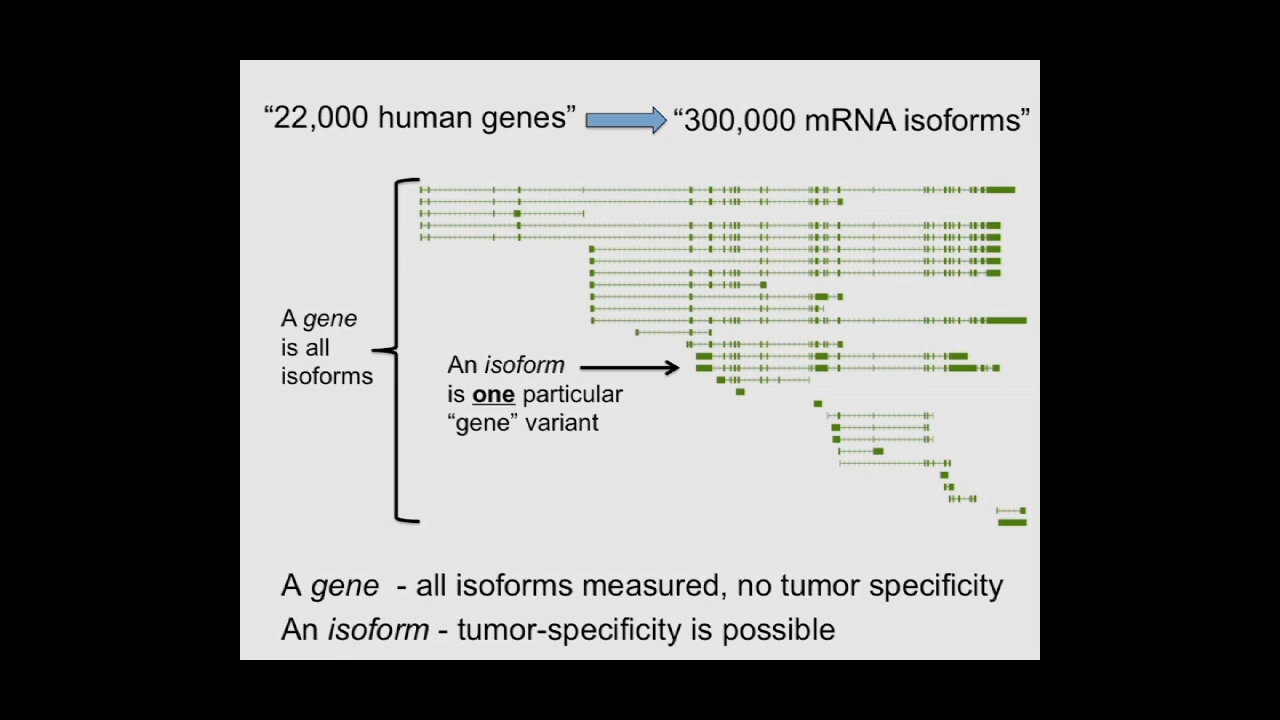 “22,000 human genes”
“300,000 mRNA isoforms”
A gene
is all
isoforms
An isoform
is one particular
“gene” variant
A gene - all isoforms measured, no tumor specificity
An isoform - tumor-specificity is possible